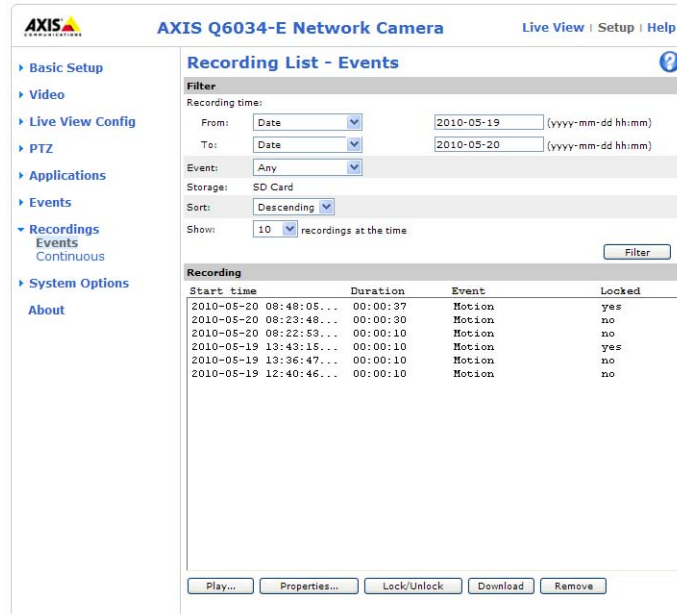 AXIS
COMMUNICATIONS
AXIS Q6034-E Network Camera
Live View | Setup | Help
Basic Setup
Video
Live View Config
PTZ
Applications
Events
Recordings
Events
Continuous
System Options
About
Recording List - Events
?
Filter
Recording time:
From: Date 2010-05-19 (yyyy-mm-dd hh:mm)
To: Date 2010-05-20 (yyyy-mm-dd hh:mm)
Event: Any
Storage: SD Card
Sort: Descending
Show: 10 recordings at the time
Filter
Recording
Start time Duration Event Locked
2010-05-20 08:48:05... 00:00:37 Motion yes
2010-05-20 08:23:48... 00:00:30 Motion no
2010-05-20 08:22:53... 00:00:10 Motion no
2010-05-19 13:43:15... 00:00:10 Motion yes
2010-05-19 13:36:47... 00:00:10 Motion no
2010-05-19 12:40:46... 00:00:10 Motion no
Play... Properties... Lock/Unlock Download Remove